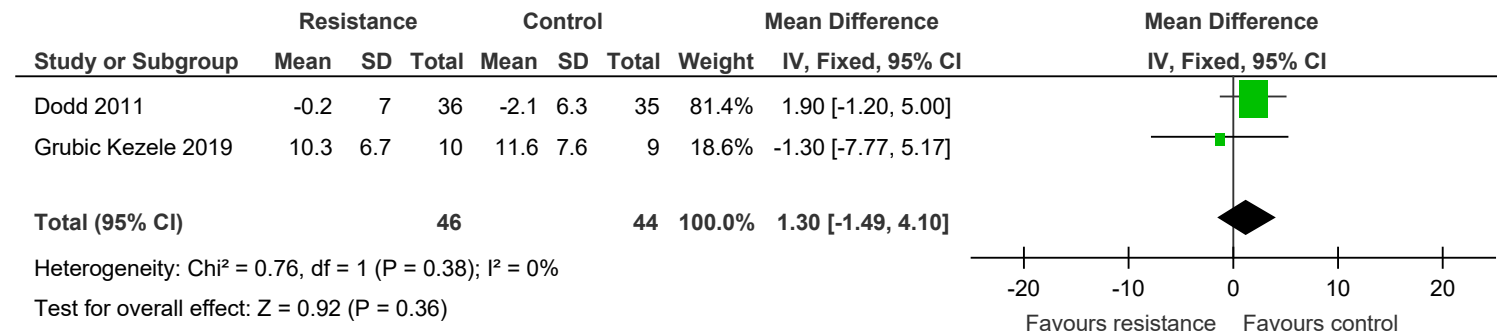 Resistance Control Mean Difference Mean Difference
Study or Subgroup Mean SD Total Mean SD Total Weight IV, Fixed, 95% CI IV, Fixed, 95% CI
Dodd 2011 -0.2 7 36 -2.1 6.3 35 81.4% 1.90 [-1.20, 5.00]
Grubic Kezele 2019 10.3 6.7 10 11.6 7.6 9 18.6% -1.30 [-7.77, 5.17]
Total (95% CI) 46 44 100.0% 1.30 [-1.49, 4.10]
Heterogeneity: Chi² = 0.76, df = 1 (P = 0.38); I² = 0%
Test for overall effect: Z = 0.92 (P = 0.36)
-20 -10 0 10 20
Favours resistance Favours control